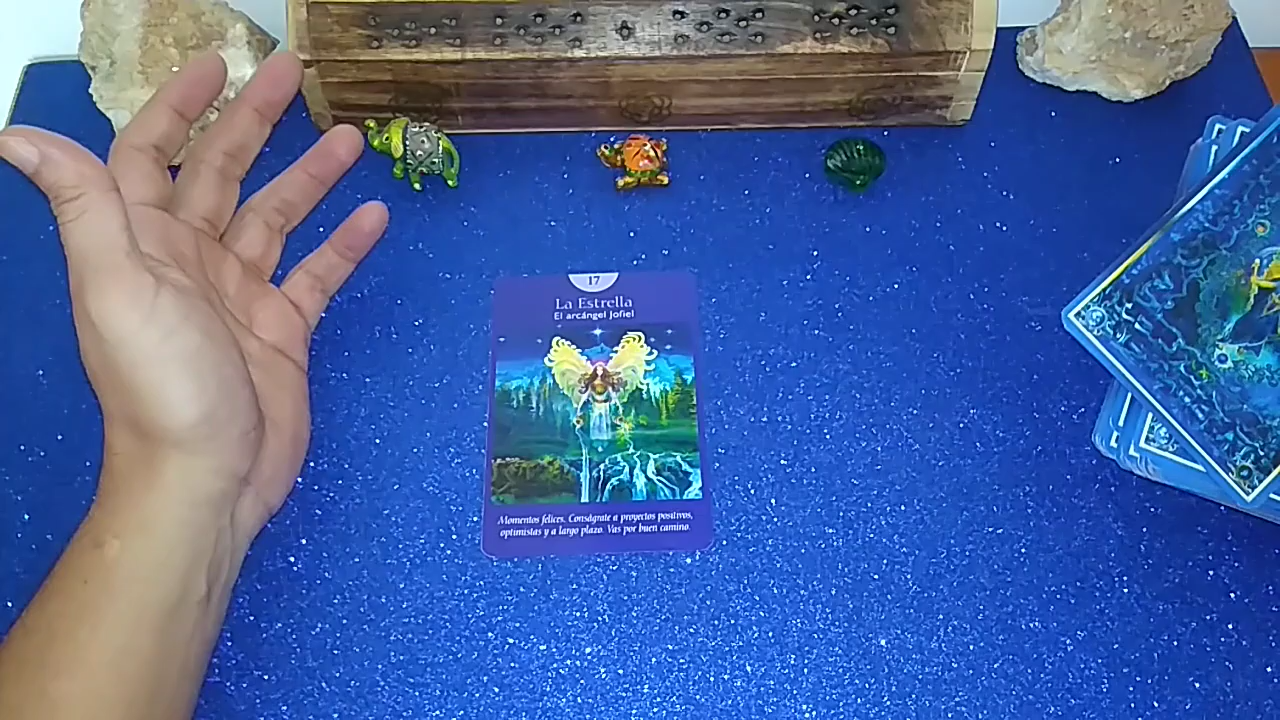 17
La Estrella
El arcángel Jofiel
Momentos felices. Conságrate a proyectos positivos,
optimistas y a largo plazo. Vas por buen camino.